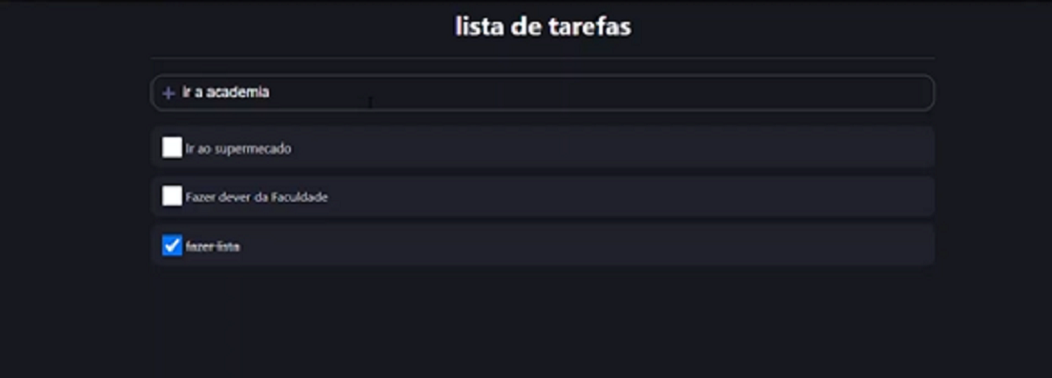 lista de tarefas
+ ir a academia
Ir ao supermecado
Fazer dever da Faculdade
fazer lista